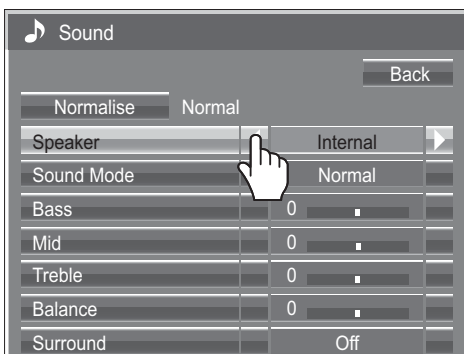 Sound
Back
Normalise Normal
Speaker Internal
Sound Mode Normal
Bass 0
Mid 0
Treble 0
Balance 0
Surround Off